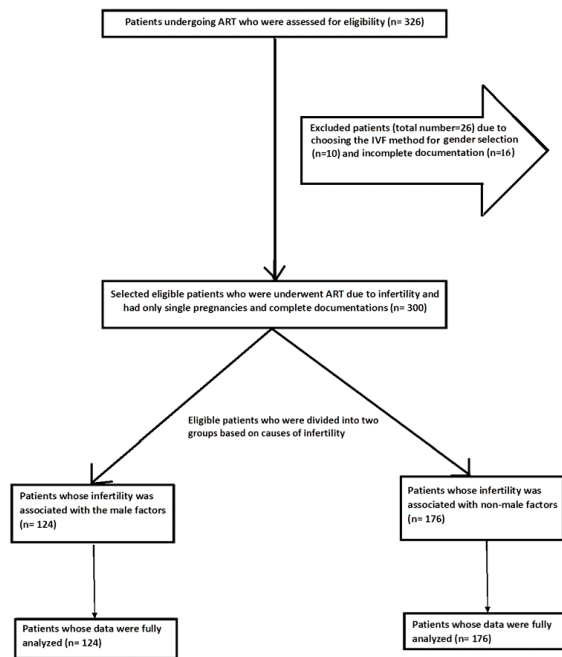 Patients undergoing ART who were assessed for eligibility (n= 326)
Excluded patients (total number=26) due to
choosing the IVF method for gender selection
(n=10) and incomplete documentation (n=16)
Selected eligible patients who were underwent ART due to infertility and
had only single pregnancies and complete documentations (n= 300)
Eligible patients who were divided into two
groups based on causes of infertility
Patients whose infertility was
associated with the male factors
(n= 124)
Patients whose infertility was
associated with non-male factors
(n= 176)
Patients whose data were fully
analyzed (n= 124)
Patients whose data were fully
analyzed (n= 176)